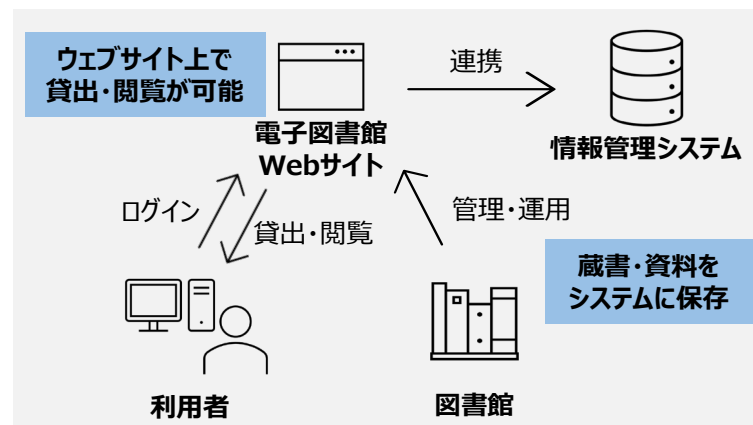 ウェブサイト上で
貸出・閲覧が可能
電子図書館
Webサイト
連携
情報管理システム
ログイン
貸出・閲覧
管理・運用
蔵書・資料を
システムに保存
利用者
図書館